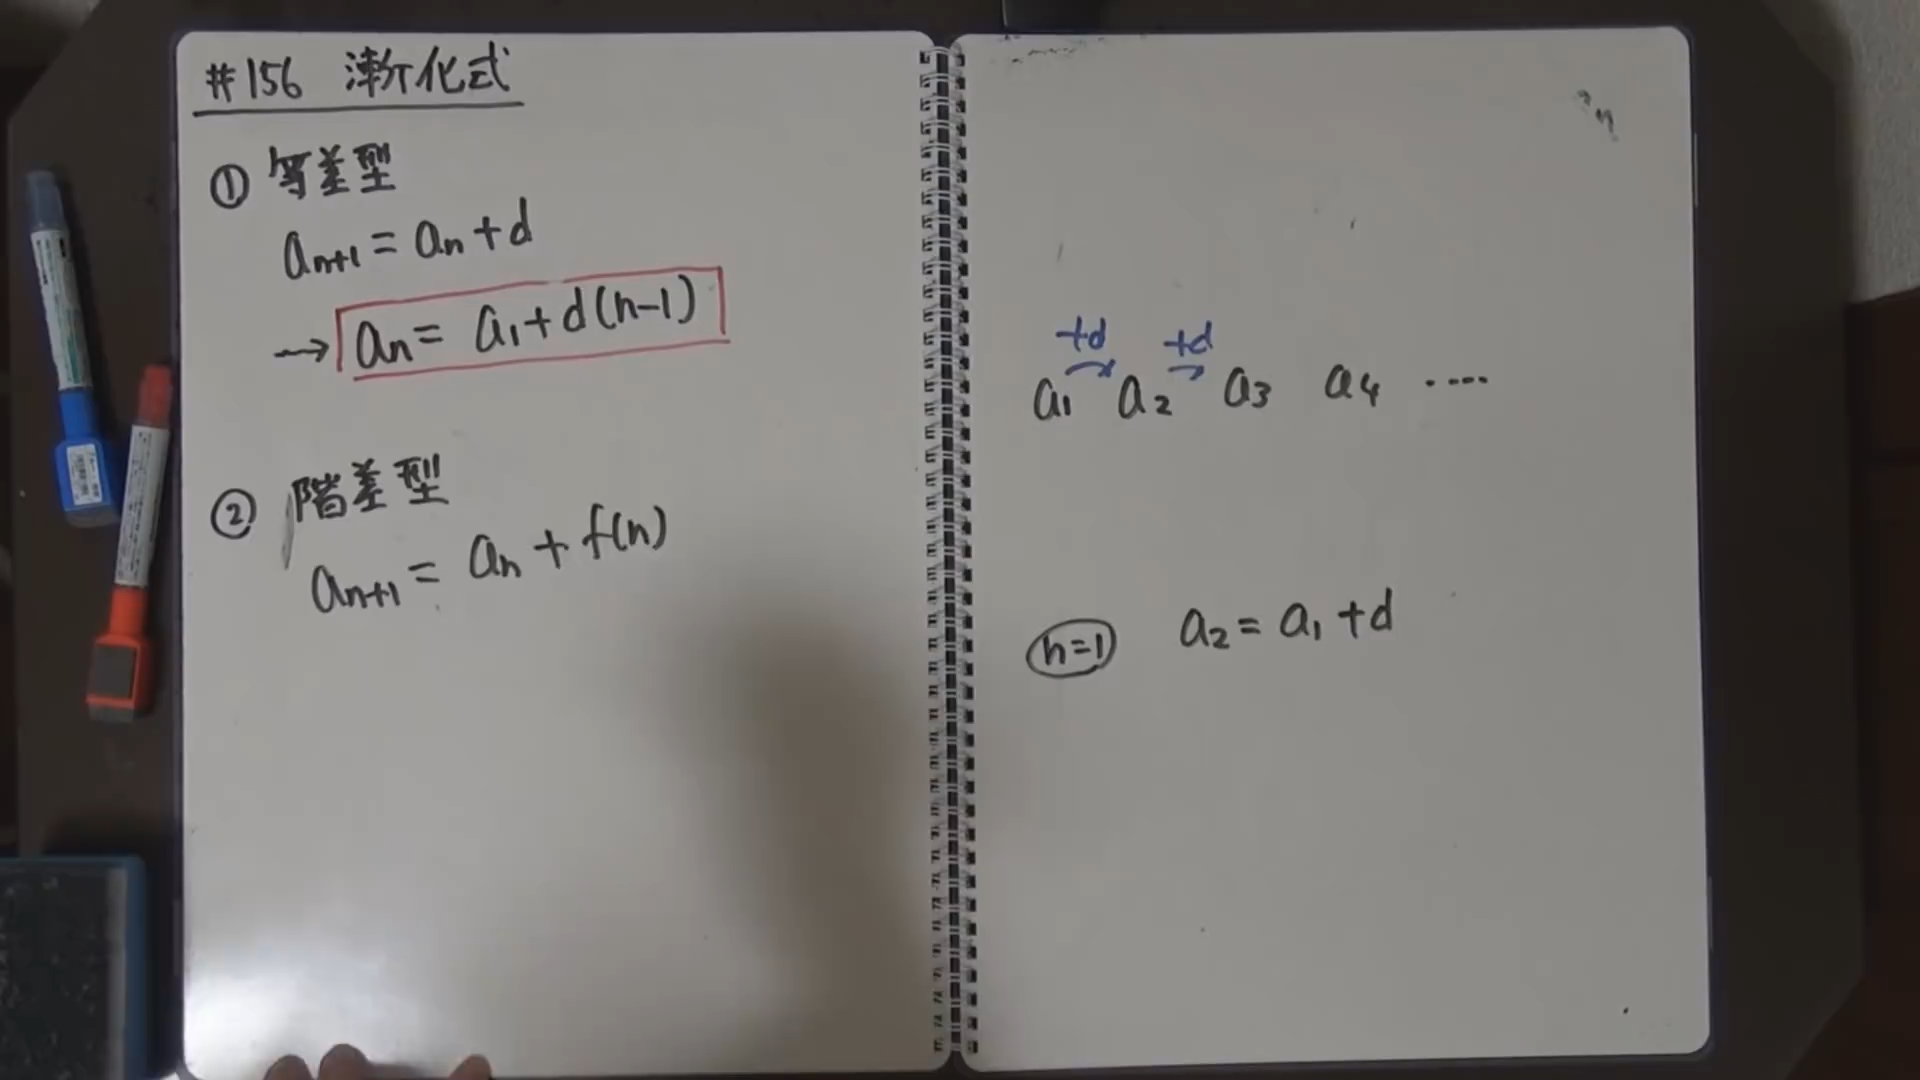 #156 漸化式
① 等差型
an+1 = an + d
→ an = a1 + d(n-1)
② 階差型
an+1 = an + f(n)
+d +d
a1 a2 a3 a4 ‥‥
n=1 a2 = a1 + d